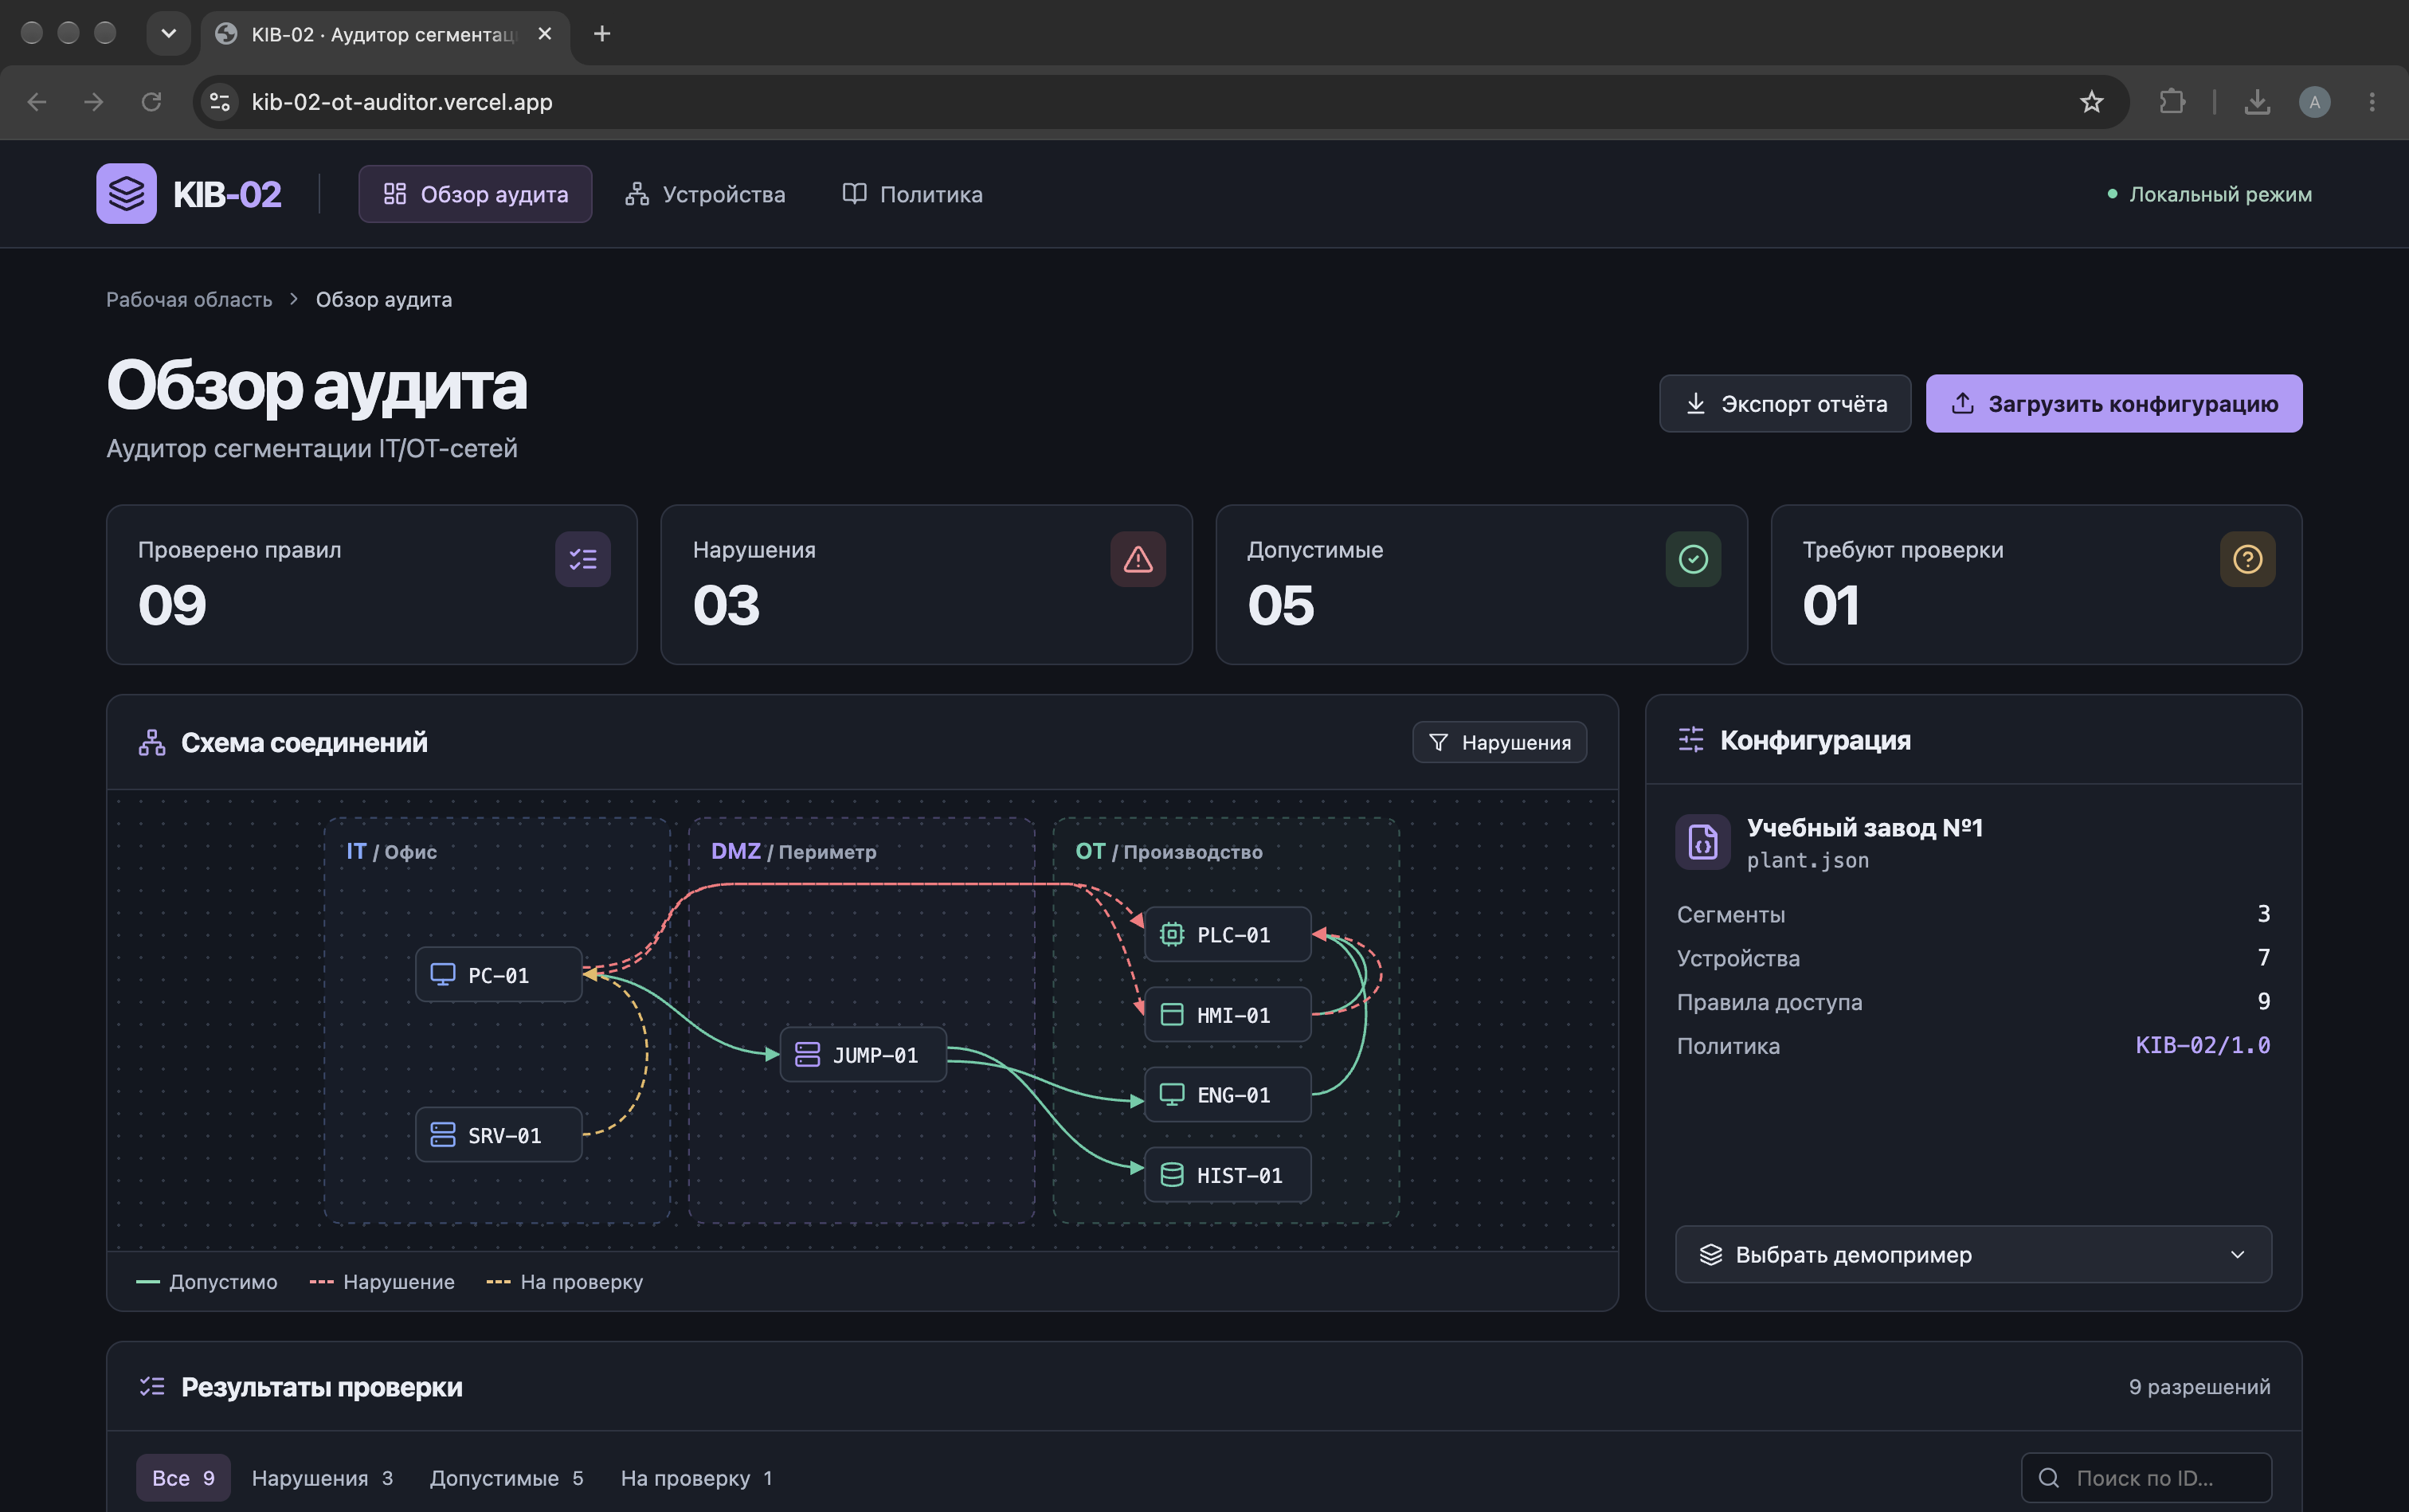 KIB-02 · Аудитор сегментаци
kib-02-ot-auditor.vercel.app
A
KIB-02
Обзор аудита
Устройства
Политика
Локальный режим
Рабочая область > Обзор аудита
Обзор аудита
Аудитор сегментации IT/OT-сетей
Экспорт отчёта
Загрузить конфигурацию
Проверено правил
09
Нарушения
03
Допустимые
05
Требуют проверки
01
Схема соединений
Нарушения
IT / Офис
DMZ / Периметр
OT / Производство
PC-01
SRV-01
JUMP-01
PLC-01
HMI-01
ENG-01
HIST-01
Допустимо
Нарушение
На проверку
Конфигурация
Учебный завод №1
plant.json
Сегменты 3
Устройства 7
Правила доступа 9
Политика KIB-02/1.0
Выбрать демопример
Результаты проверки
9 разрешений
Все 9
Нарушения 3
Допустимые 5
На проверку 1
Поиск по ID...